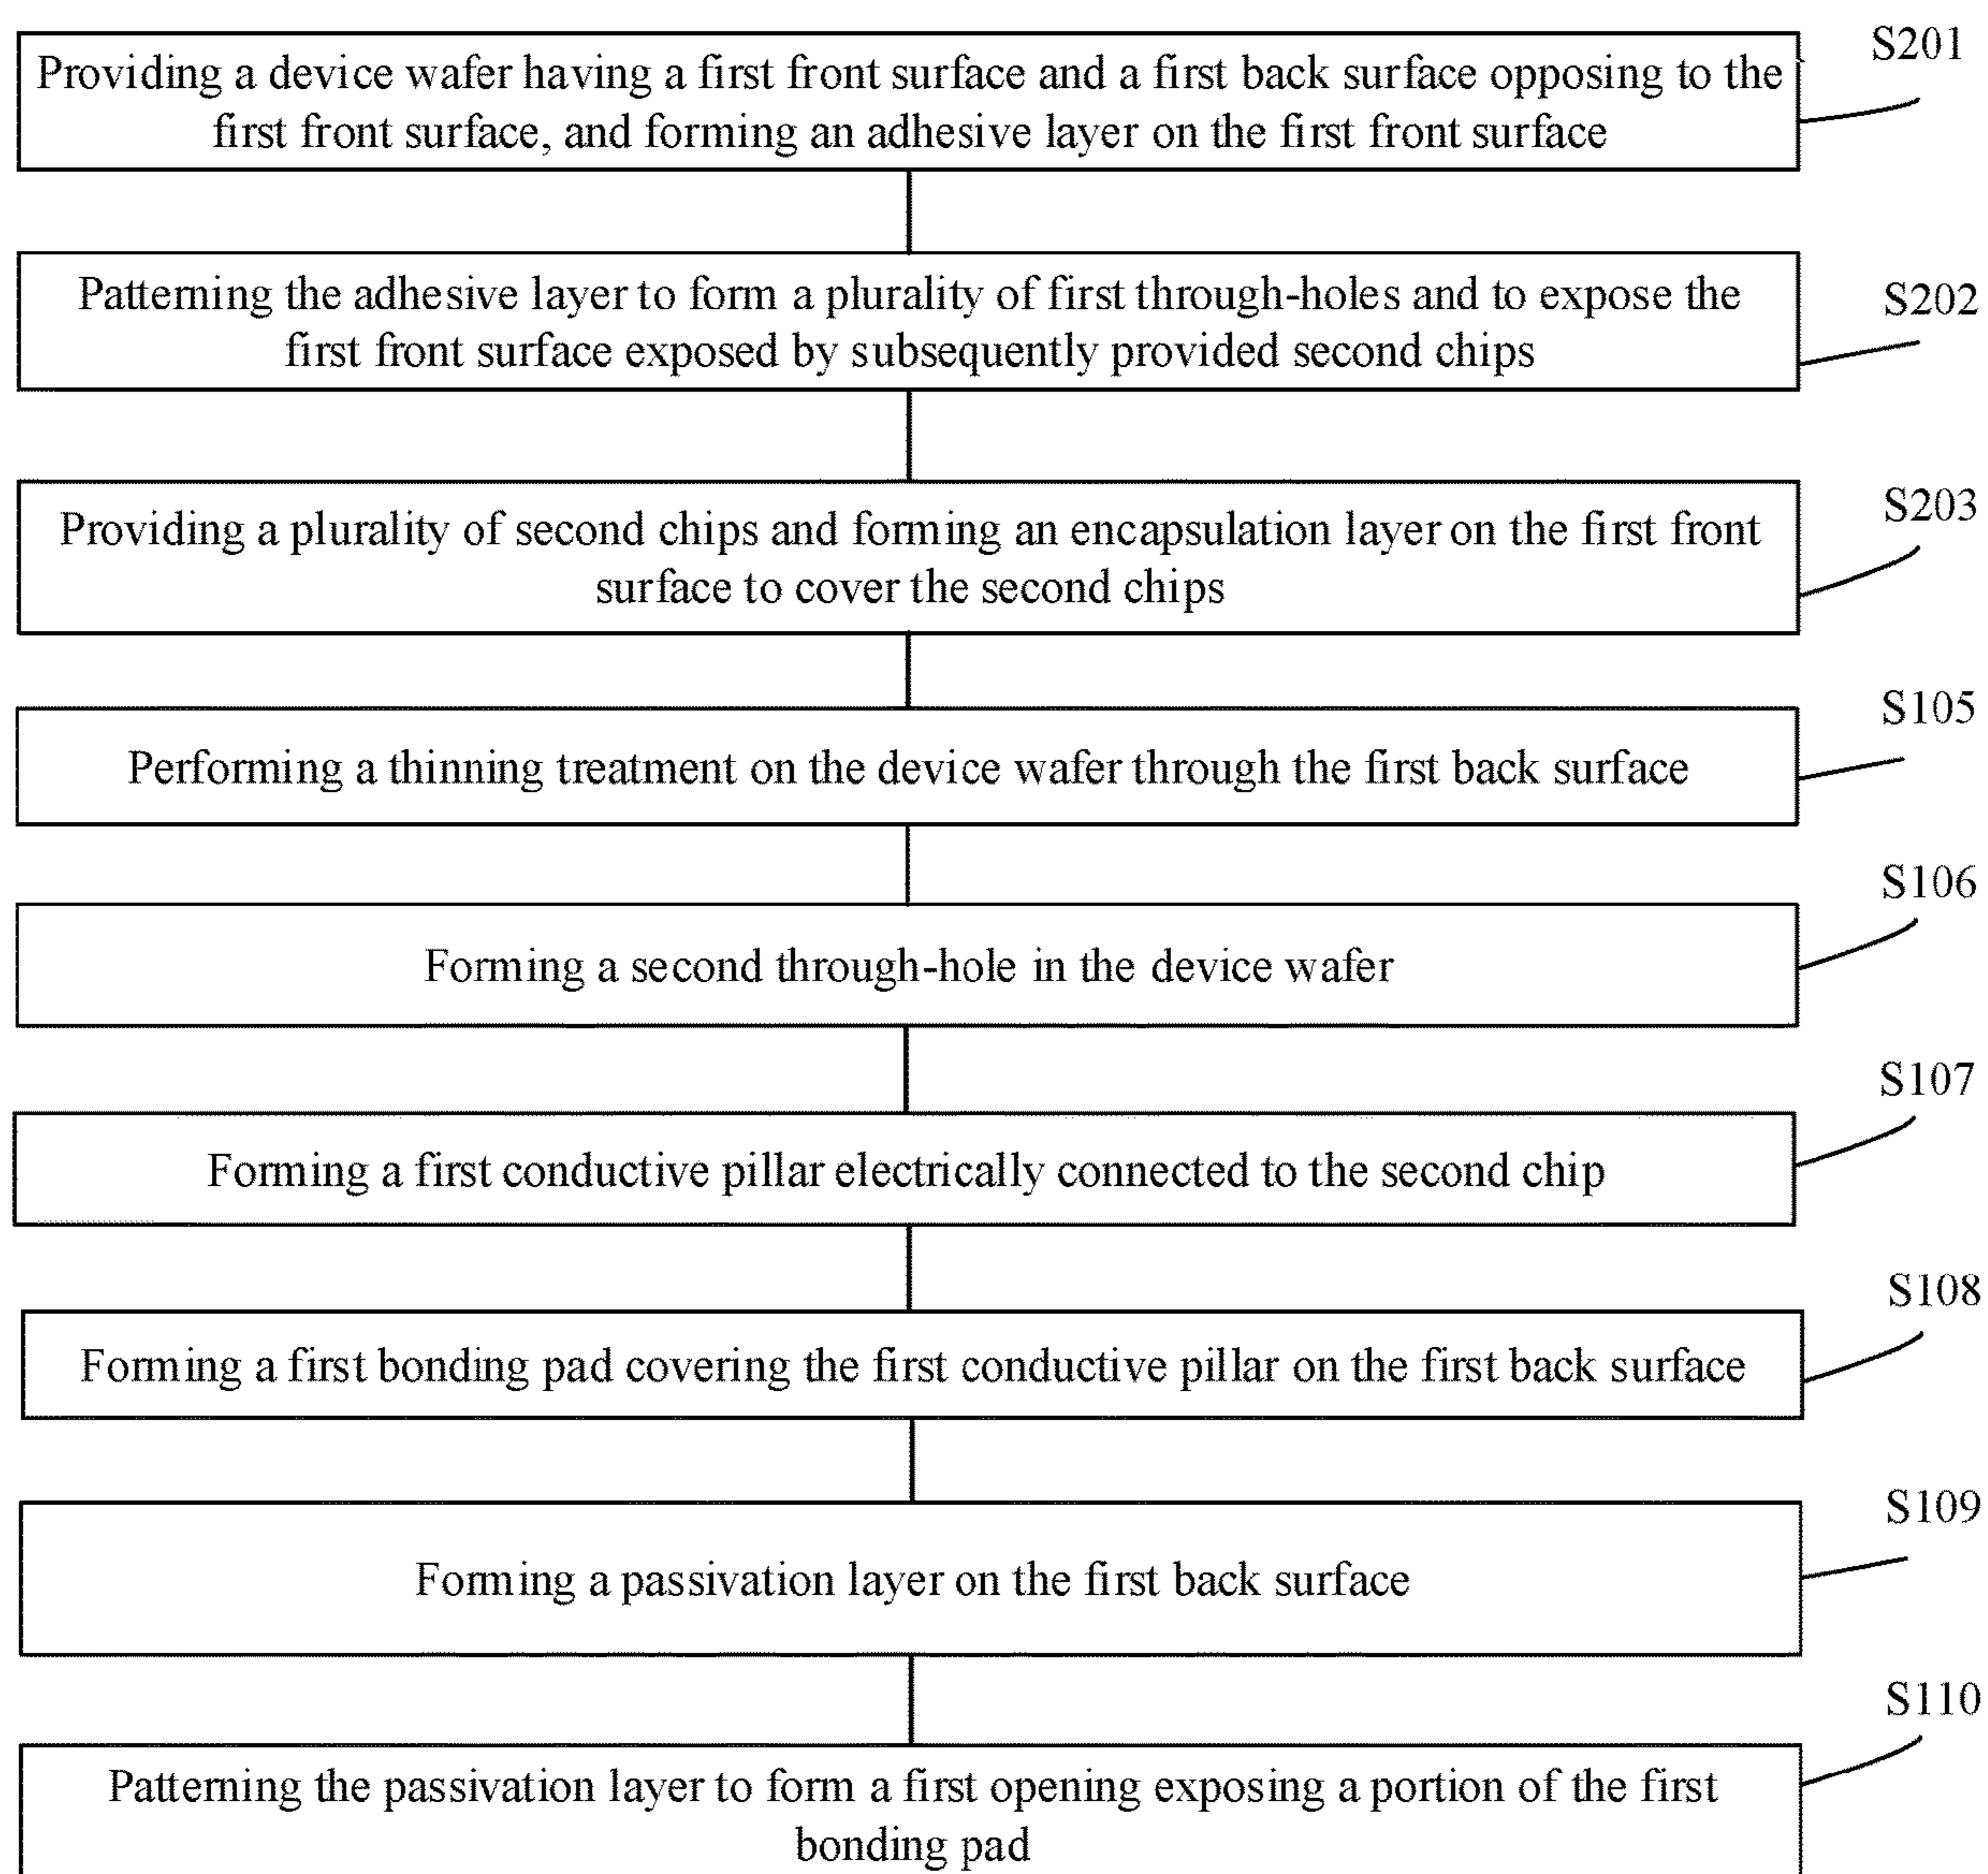 S201
Providing a device wafer having a first front surface and a first back surface opposing to the
first front surface, and forming an adhesive layer on the first front surface
S202
Patterning the adhesive layer to form a plurality of first through-holes and to expose the
first front surface exposed by subsequently provided second chips
S203
Providing a plurality of second chips and forming an encapsulation layer on the first front
surface to cover the second chips
S105
Performing a thinning treatment on the device wafer through the first back surface
S106
Forming a second through-hole in the device wafer
S107
Forming a first conductive pillar electrically connected to the second chip
S108
Forming a first bonding pad covering the first conductive pillar on the first back surface
S109
Forming a passivation layer on the first back surface
S110
Patterning the passivation layer to form a first opening exposing a portion of the first
bonding pad